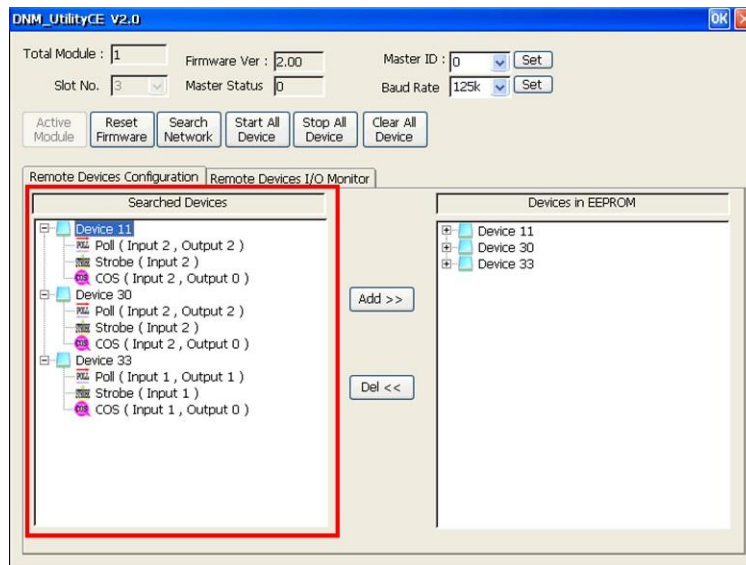 DNM_UtilityCE V2.0 OK
Total Module : 1 Firmware Ver : 2.00 Master ID : 0 Set
Slot No. 3 Master Status 0 Baud Rate 125k Set
Active Module Reset Firmware Search Network Start All Device Stop All Device Clear All Device
Remote Devices Configuration Remote Devices I/O Monitor
Searched Devices
Device 11
Poll ( Input 2 , Output 2 )
Strobe ( Input 2 )
COS ( Input 2 , Output 0 )
Device 30
Poll ( Input 2 , Output 2 )
Strobe ( Input 2 )
COS ( Input 2 , Output 0 )
Device 33
Poll ( Input 1 , Output 1 )
Strobe ( Input 1 )
COS ( Input 1 , Output 0 )
Add >>
Del <<
Devices in EEPROM
Device 11
Device 30
Device 33